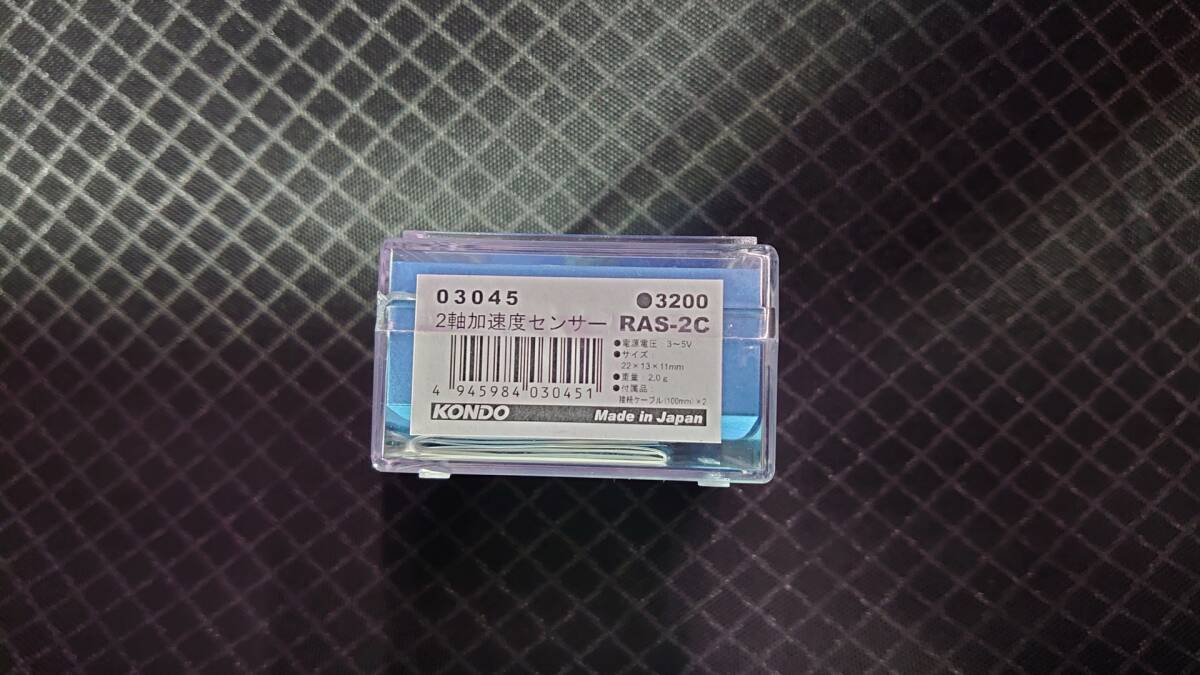 03045 ●3200
2軸加速度センサー RAS-2C
●電源電圧：3～5V
●サイズ：
22×13×11mm
●重量：2.0g
●付属品：
接続ケーブル(100mm)×2
4 945984 030451
KONDO Made in Japan